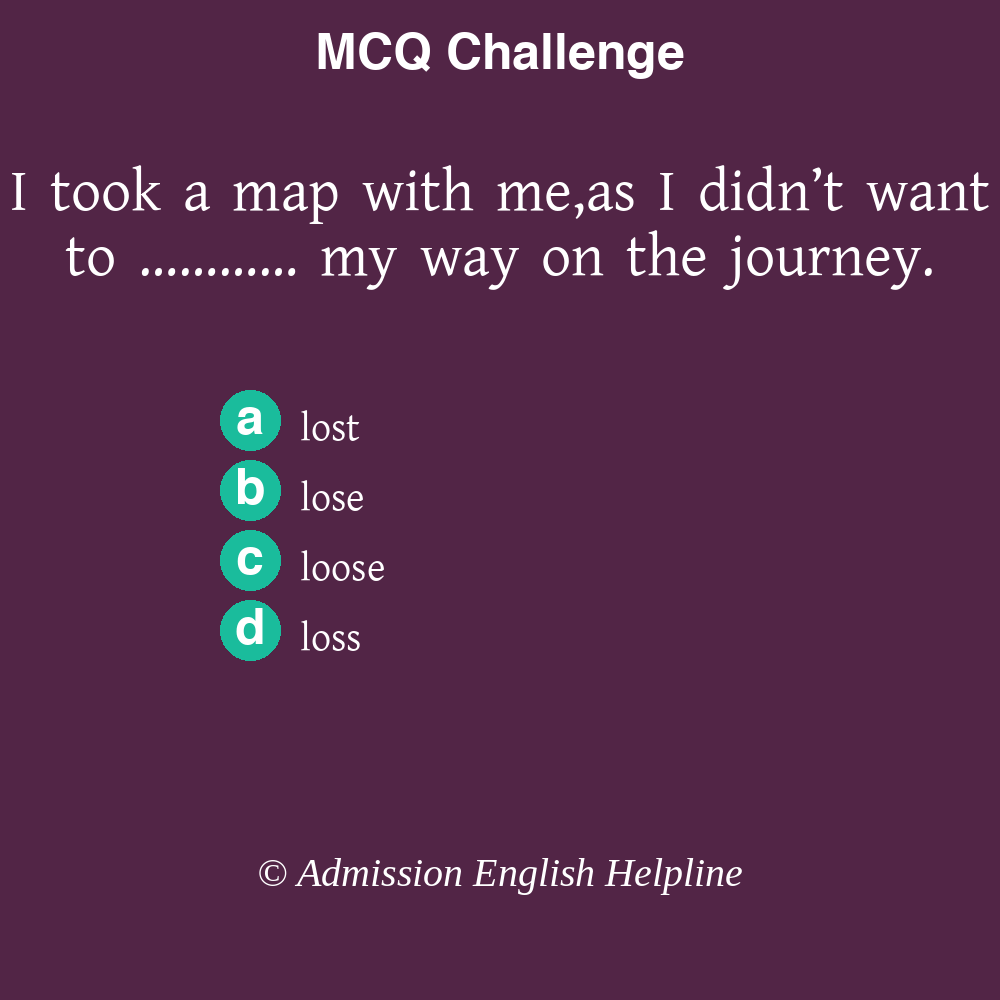 MCQ Challenge
I took a map with me,as I didn’t want
to ............ my way on the journey.
a lost
b lose
c loose
d loss
© Admission English Helpline